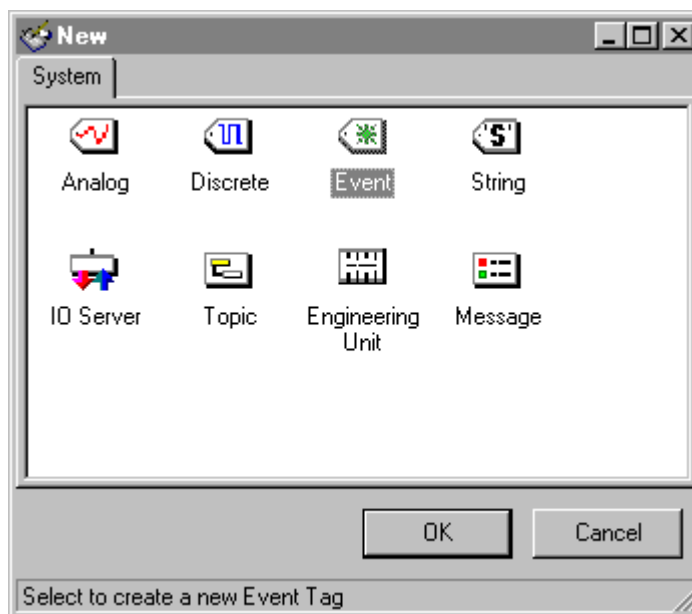 New
System
Analog Discrete Event String
IO Server Topic Engineering Unit Message
OK Cancel
Select to create a new Event Tag